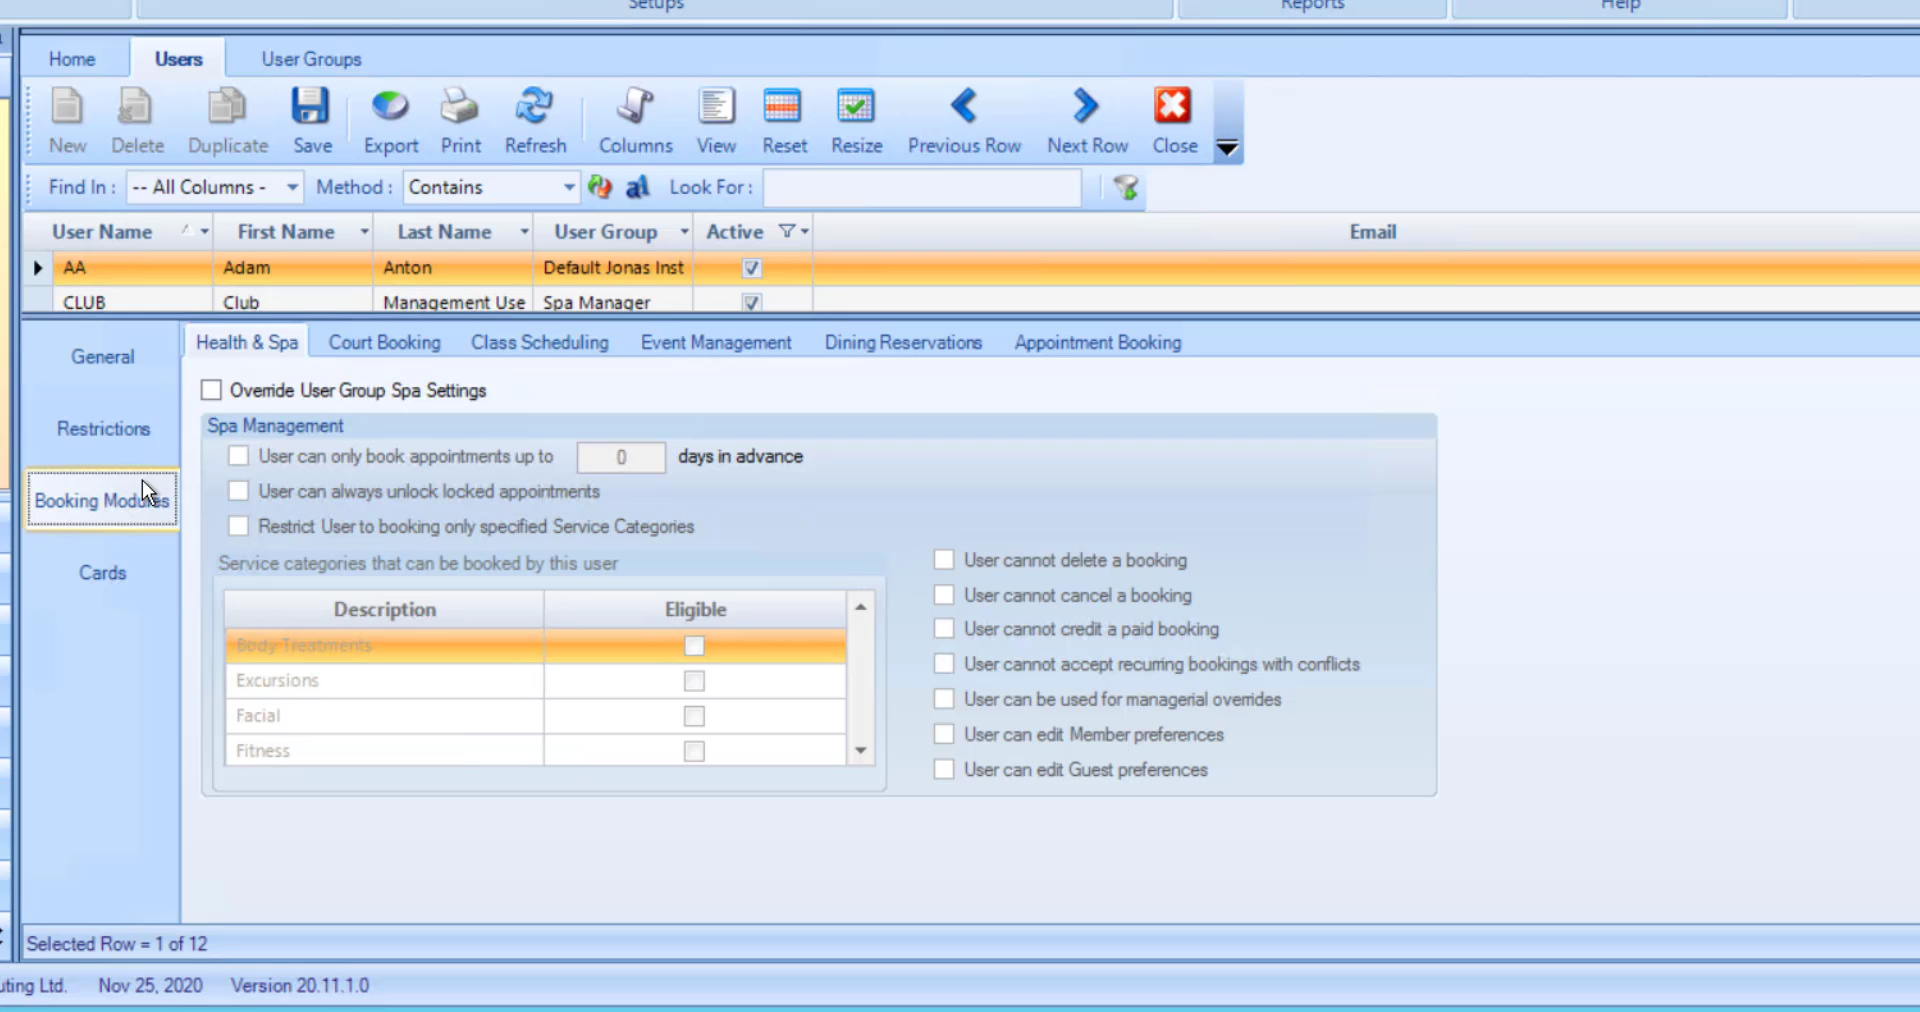 Setups Reports Help
Home Users User Groups
New Delete Duplicate Save Export Print Refresh Columns View Reset Resize Previous Row Next Row Close
Find In : -- All Columns - Method : Contains Look For :
User Name First Name Last Name User Group Active Email
AA Adam Anton Default Jonas Inst
CLUB Club Management Use Spa Manager
General
Restrictions
Booking Modules
Cards
Health & Spa Court Booking Class Scheduling Event Management Dining Reservations Appointment Booking
Override User Group Spa Settings
Spa Management
User can only book appointments up to 0 days in advance
User can always unlock locked appointments
Restrict User to booking only specified Service Categories
Service categories that can be booked by this user
Description Eligible
Body Treatments
Excursions
Facial
Fitness
User cannot delete a booking
User cannot cancel a booking
User cannot credit a paid booking
User cannot accept recurring bookings with conflicts
User can be used for managerial overrides
User can edit Member preferences
User can edit Guest preferences
Selected Row = 1 of 12
uting Ltd. Nov 25, 2020 Version 20.11.1.0